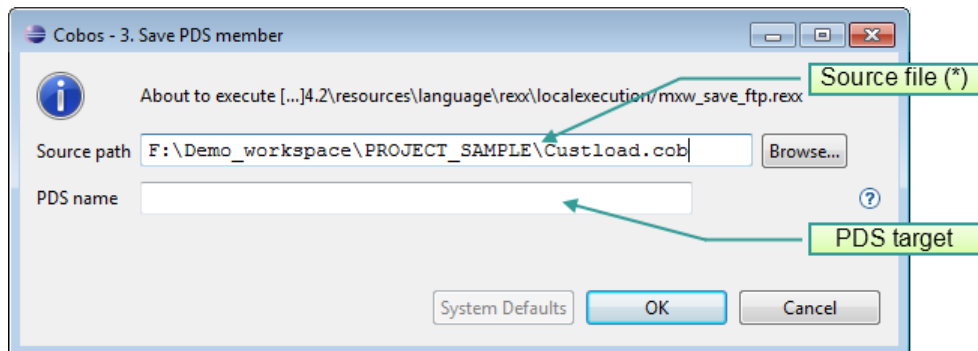 Cobos - 3. Save PDS member
Source file (*)
About to execute [...]4.2\resources\language\rexx\localexecution/mxw_save_ftp.rexx
Source path F:\Demo_workspace\PROJECT_SAMPLE\Custload.cob Browse...
PDS name ?
PDS target
System Defaults OK Cancel